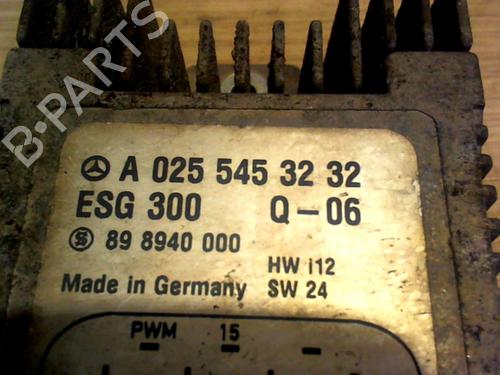 B-PARTS
A 025 545 32 32
ESG 300 Q-06
89 8940 000
HW i12
Made in Germany SW 24
PWM 15